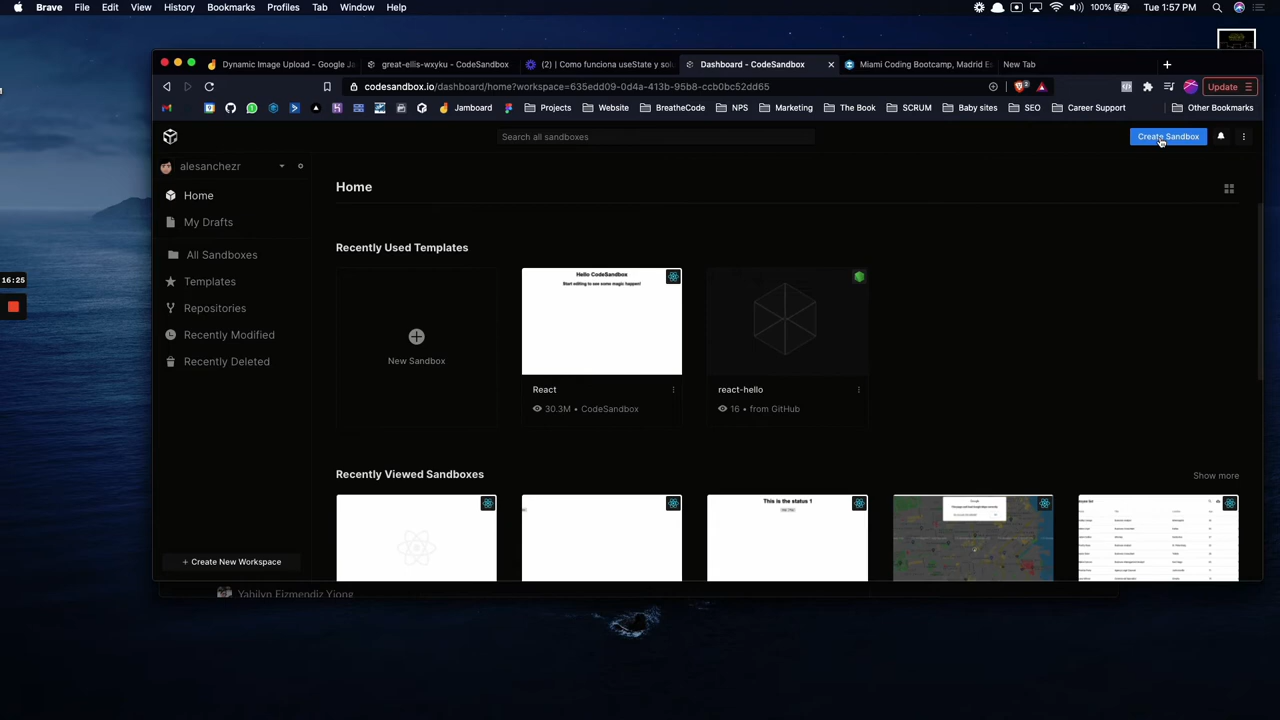 Brave File Edit View History Bookmarks Profiles Tab Window Help
100% Tue 1:57 PM
Dynamic Image Upload - Google Ja
great-ellis-wxyku - CodeSandbox
(2) | Como funciona useState y sol
Dashboard - CodeSandbox
Miami Coding Bootcamp, Madrid E
New Tab
codesandbox.io/dashboard/home?workspace=635edd09-0d4a-413b-95b8-ccb0bc52dd65
Update
Jamboard
Projects
Website
BreatheCode
NPS
Marketing
The Book
SCRUM
Baby sites
SEO
Career Support
Other Bookmarks
Search all sandboxes
Create Sandbox
alesanchezr
Home
My Drafts
All Sandboxes
Templates
Repositories
Recently Modified
Recently Deleted
+ Create New Workspace
16:25
Home
Recently Used Templates
New Sandbox
Hello CodeSandbox
Start editing to see some magic happen!
React
30.3M • CodeSandbox
react-hello
16 • from GitHub
Recently Viewed Sandboxes
Show more
This is the status 1
Google
Yahilyn Eizmendiz Yiong